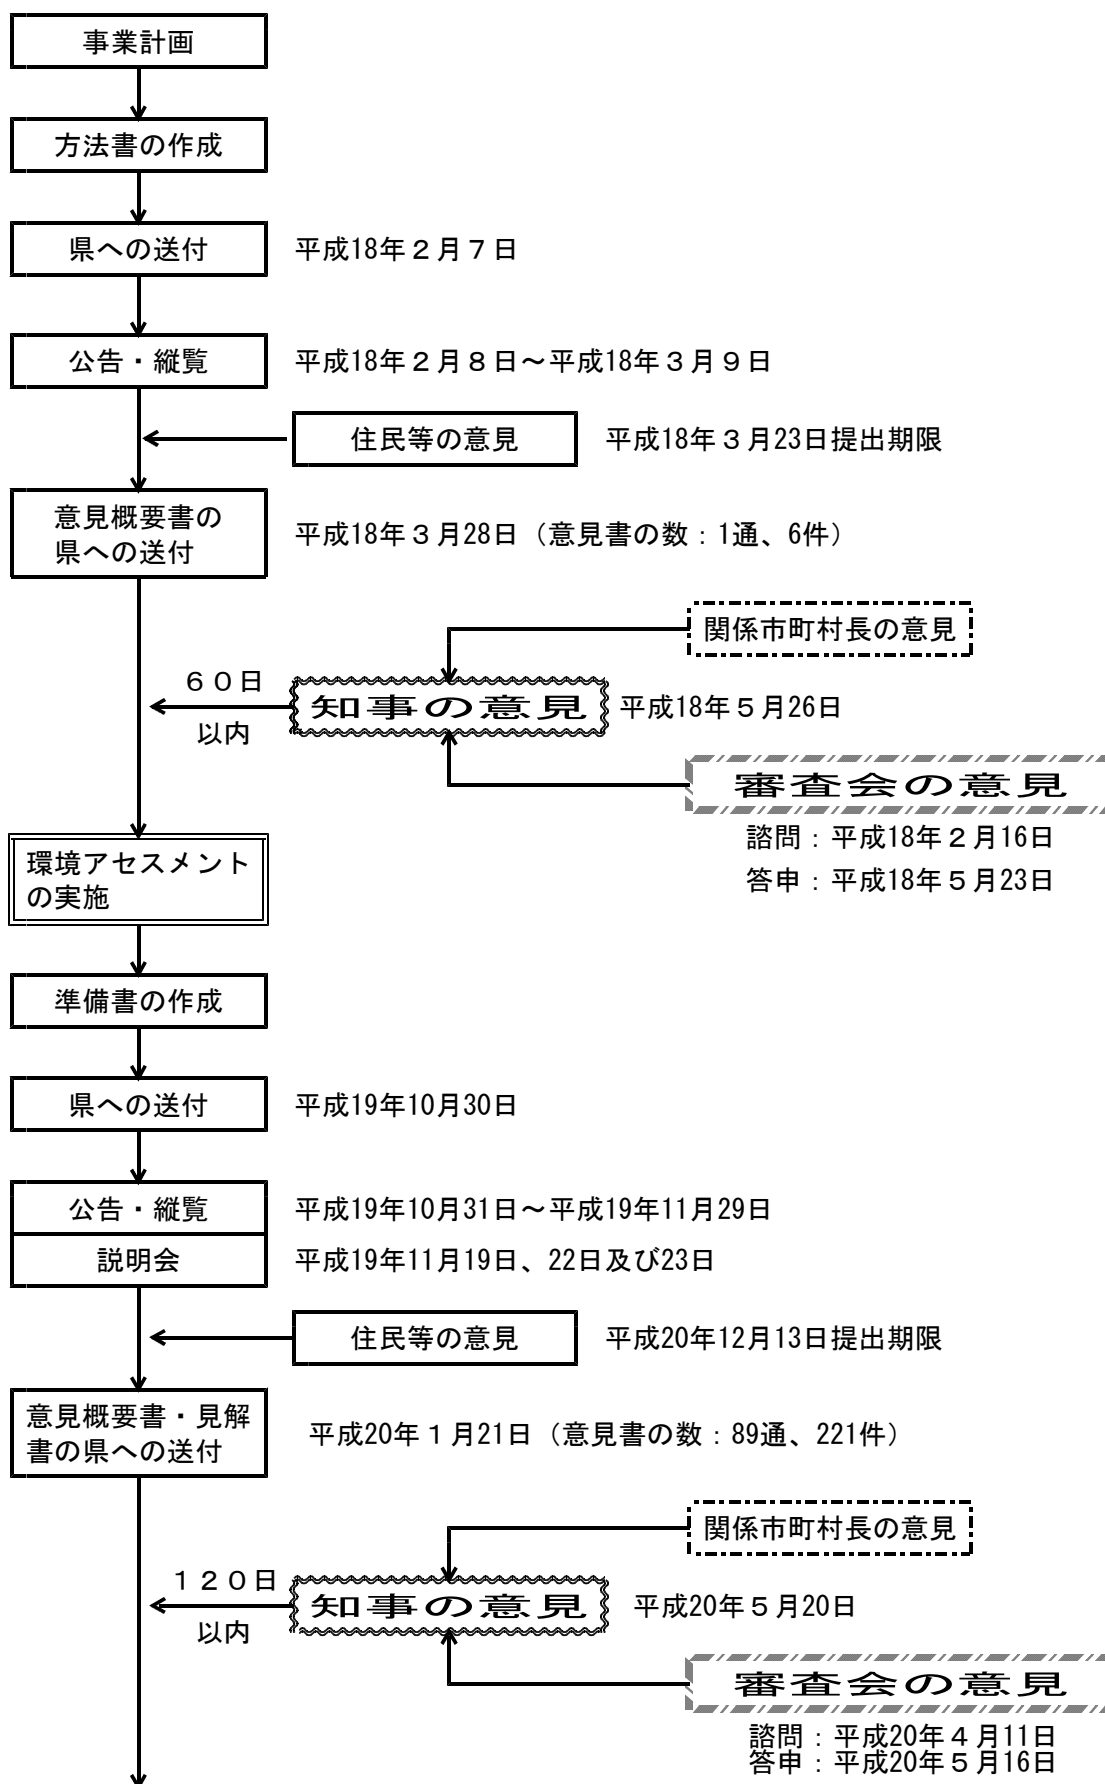 事業計画
方法書の作成
県への送付
平成18年２月７日
公告・縦覧
平成18年２月８日～平成18年３月９日
住民等の意見
平成18年３月23日提出期限
意見概要書の
県への送付
平成18年３月28日（意見書の数：1通、6件）
関係市町村長の意見
６０日
以内
知事の意見
平成18年５月26日
審査会の意見
諮問：平成18年２月16日
答申：平成18年５月23日
環境アセスメント
の実施
準備書の作成
県への送付
平成19年10月30日
公告・縦覧
平成19年10月31日～平成19年11月29日
説明会
平成19年11月19日、22日及び23日
住民等の意見
平成20年12月13日提出期限
意見概要書・見解
書の県への送付
平成20年１月21日（意見書の数：89通、221件）
関係市町村長の意見
１２０日
以内
知事の意見
平成20年５月20日
審査会の意見
諮問：平成20年４月11日
答申：平成20年５月16日